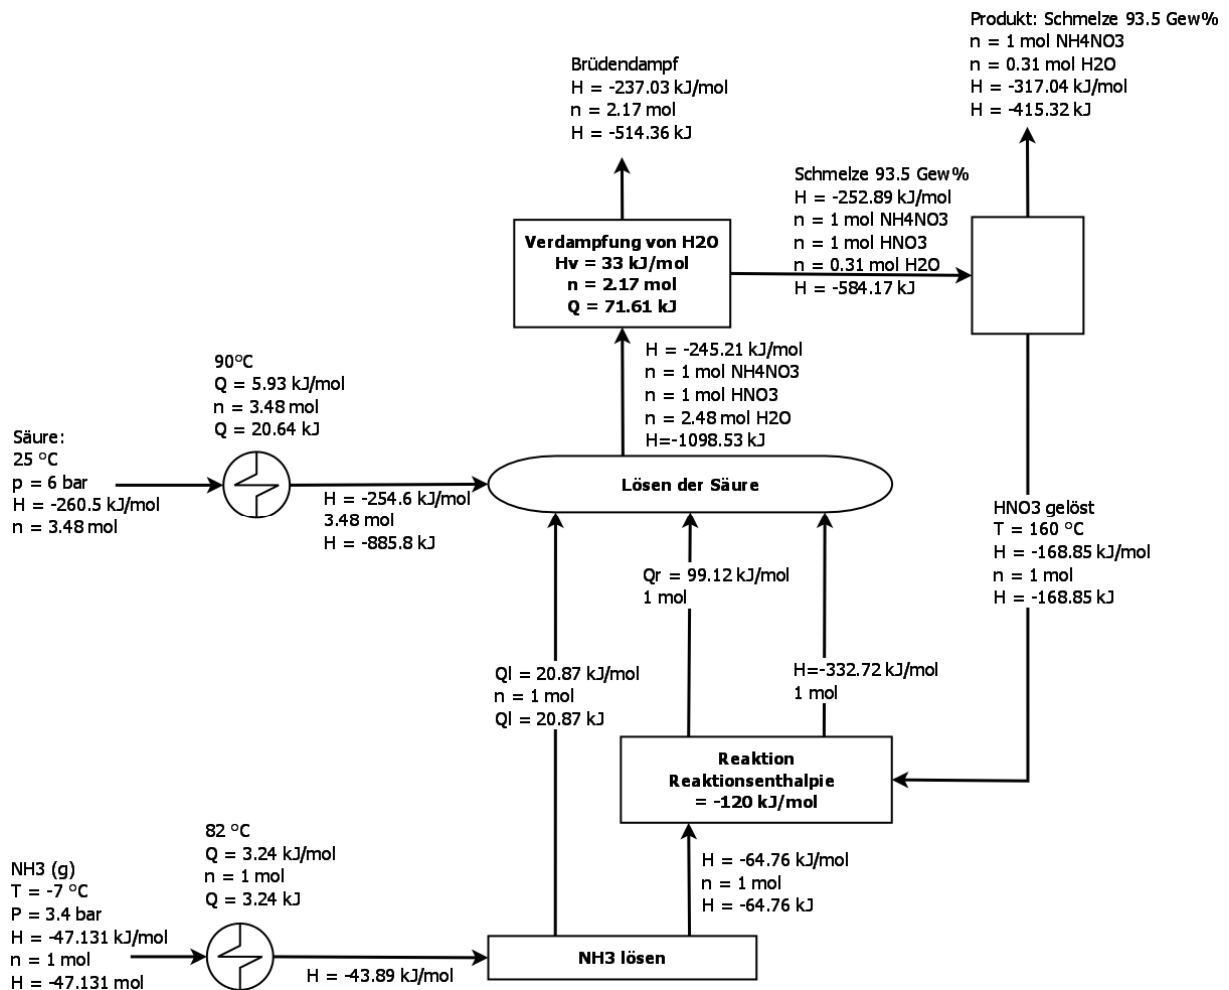 Produkt: Schmelze 93.5 Gew%
n = 1 mol NH4NO3
n = 0.31 mol H2O
H = -317.04 kJ/mol
H = -415.32 kJ
Brüdendampf
H = -237.03 kJ/mol
n = 2.17 mol
H = -514.36 kJ
Schmelze 93.5 Gew%
H = -252.89 kJ/mol
n = 1 mol NH4NO3
n = 1 mol HNO3
n = 0.31 mol H2O
H = -584.17 kJ
Verdampfung von H2O
Hv = 33 kJ/mol
n = 2.17 mol
Q = 71.61 kJ
H = -245.21 kJ/mol
n = 1 mol NH4NO3
n = 1 mol HNO3
n = 2.48 mol H2O
H=-1098.53 kJ
90°C
Q = 5.93 kJ/mol
n = 3.48 mol
Q = 20.64 kJ
Säure:
25 °C
p = 6 bar
H = -260.5 kJ/mol
n = 3.48 mol
H = -254.6 kJ/mol
3.48 mol
H = -885.8 kJ
Lösen der Säure
HNO3 gelöst
T = 160 °C
H = -168.85 kJ/mol
n = 1 mol
H = -168.85 kJ
Qr = 99.12 kJ/mol
1 mol
Ql = 20.87 kJ/mol
n = 1 mol
Ql = 20.87 kJ
H=-332.72 kJ/mol
1 mol
Reaktion
Reaktionsenthalpie
= -120 kJ/mol
82 °C
Q = 3.24 kJ/mol
n = 1 mol
Q = 3.24 kJ
NH3 (g)
T = -7 °C
P = 3.4 bar
H = -47.131 kJ/mol
n = 1 mol
H = -47.131 mol
H = -43.89 kJ/mol
H = -64.76 kJ/mol
n = 1 mol
H = -64.76 kJ
NH3 lösen